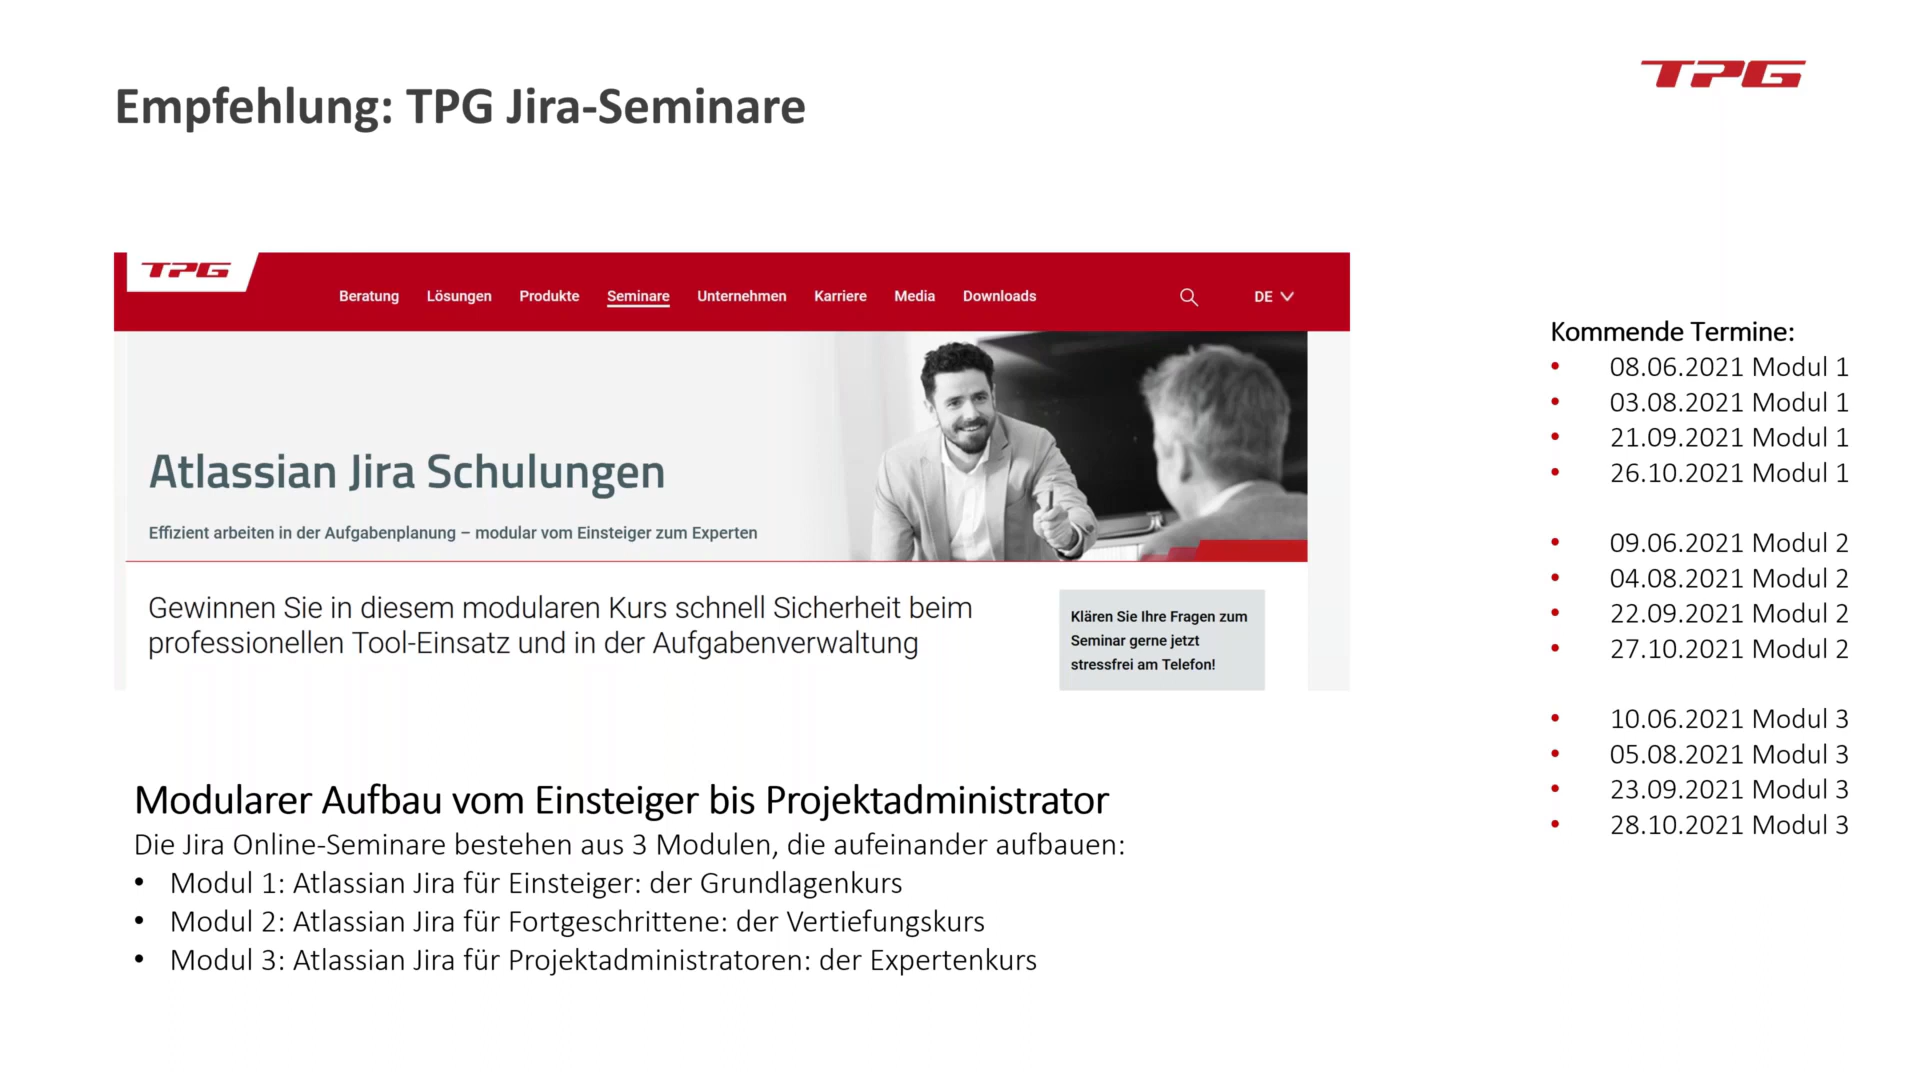 TPG
Empfehlung: TPG Jira-Seminare
TPG
Beratung Lösungen Produkte Seminare Unternehmen Karriere Media Downloads DE
Atlassian Jira Schulungen
Effizient arbeiten in der Aufgabenplanung – modular vom Einsteiger zum Experten
Gewinnen Sie in diesem modularen Kurs schnell Sicherheit beim
professionellen Tool-Einsatz und in der Aufgabenverwaltung
Klären Sie Ihre Fragen zum
Seminar gerne jetzt
stressfrei am Telefon!
Modularer Aufbau vom Einsteiger bis Projektadministrator
Die Jira Online-Seminare bestehen aus 3 Modulen, die aufeinander aufbauen:
• Modul 1: Atlassian Jira für Einsteiger: der Grundlagenkurs
• Modul 2: Atlassian Jira für Fortgeschrittene: der Vertiefungskurs
• Modul 3: Atlassian Jira für Projektadministratoren: der Expertenkurs
Kommende Termine:
• 08.06.2021 Modul 1
• 03.08.2021 Modul 1
• 21.09.2021 Modul 1
• 26.10.2021 Modul 1
• 09.06.2021 Modul 2
• 04.08.2021 Modul 2
• 22.09.2021 Modul 2
• 27.10.2021 Modul 2
• 10.06.2021 Modul 3
• 05.08.2021 Modul 3
• 23.09.2021 Modul 3
• 28.10.2021 Modul 3